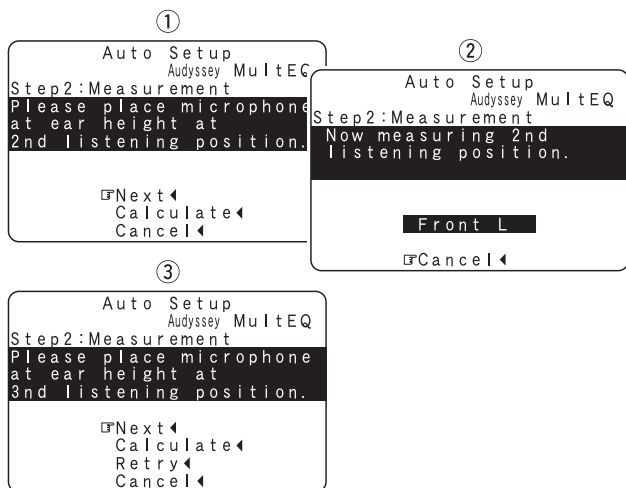 ①
Auto Setup
Audyssey MultEQ
Step2:Measurement
Please place microphone
at ear height at
2nd listening position.
☞Next◀
Calculate◀
Cancel◀
②
Auto Setup
Audyssey MultEQ
Step2:Measurement
Now measuring 2nd
listening position.
Front L
☞Cancel◀
③
Auto Setup
Audyssey MultEQ
Step2:Measurement
Please place microphone
at ear height at
3nd listening position.
☞Next◀
Calculate◀
Retry◀
Cancel◀